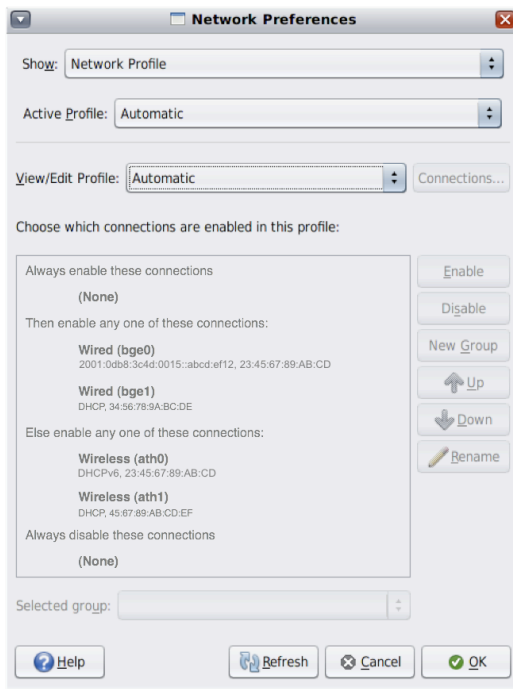 Network Preferences
Show: Network Profile
Active Profile: Automatic
View/Edit Profile: Automatic Connections...
Choose which connections are enabled in this profile:
Always enable these connections
Enable
(None)
Disable
Then enable any one of these connections:
New Group
Wired (bge0)
2001:0db8:3c4d:0015::abcd:ef12, 23:45:67:89:AB:CD
Up
Wired (bge1)
DHCP, 34:56:78:9A:BC:DE
Down
Else enable any one of these connections:
Rename
Wireless (ath0)
DHCPv6, 23:45:67:89:AB:CD
Wireless (ath1)
DHCP, 45:67:89:AB:CD:EF
Always disable these connections
(None)
Selected group:
Help Refresh Cancel OK